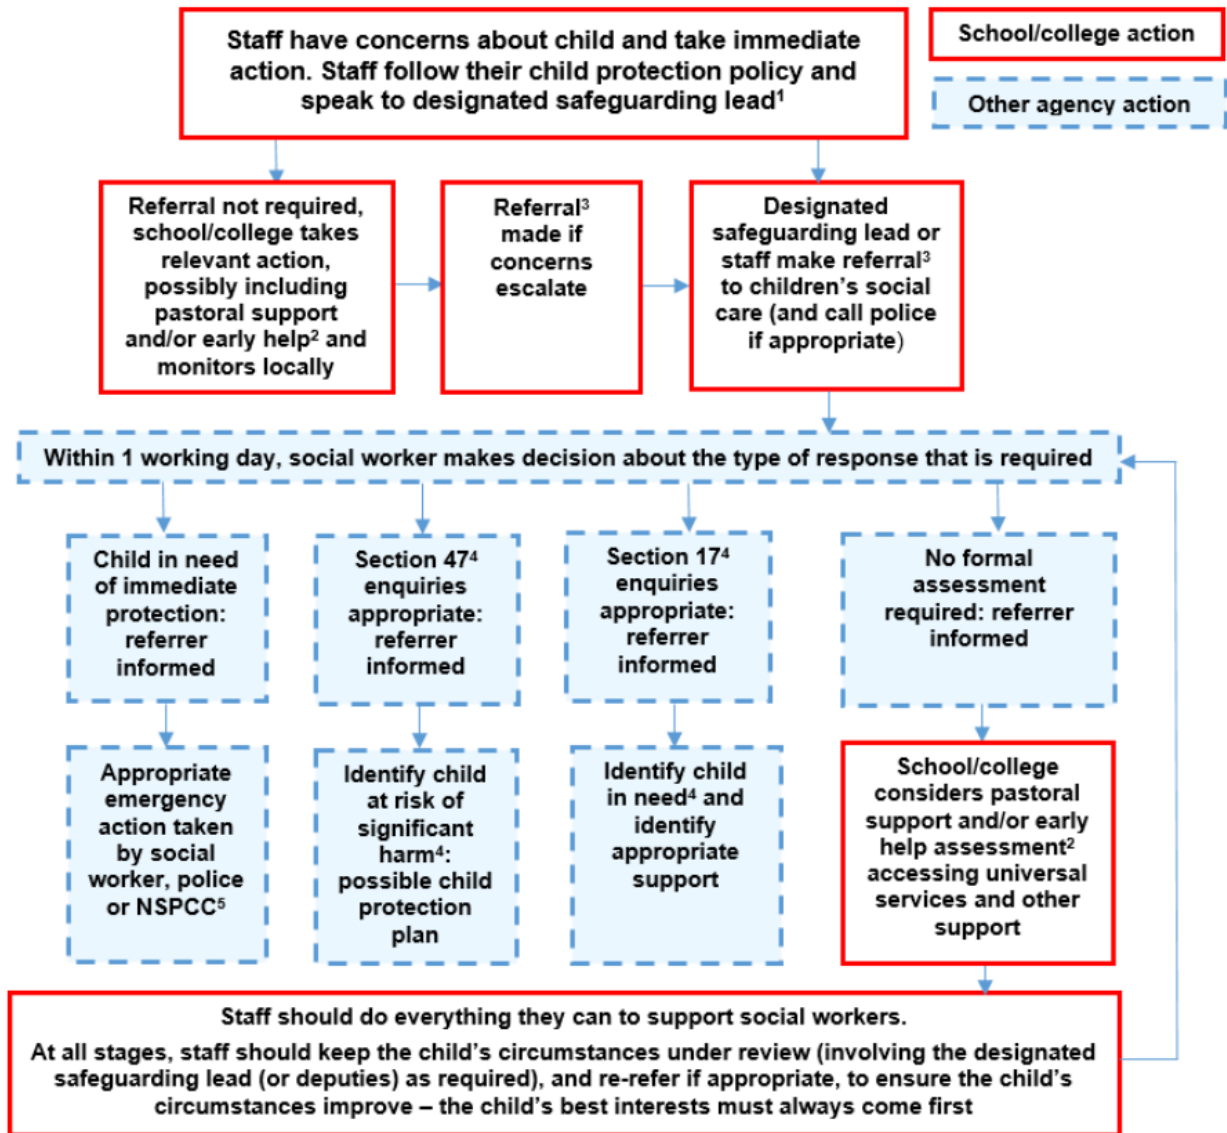 Staff have concerns about child and take immediate
action. Staff follow their child protection policy and
speak to designated safeguarding lead¹
School/college action
Other agency action
Referral not required,
school/college takes
relevant action,
possibly including
pastoral support
and/or early help² and
monitors locally
Referral³
made if
concerns
escalate
Designated
safeguarding lead or
staff make referral³
to children’s social
care (and call police
if appropriate)
Within 1 working day, social worker makes decision about the type of response that is required
Child in need
of immediate
protection:
referrer
informed
Section 47⁴
enquiries
appropriate:
referrer
informed
Section 17⁴
enquiries
appropriate:
referrer
informed
No formal
assessment
required: referrer
informed
Appropriate
emergency
action taken
by social
worker, police
or NSPCC⁵
Identify child
at risk of
significant
harm⁴:
possible child
protection
plan
Identify child
in need⁴ and
identify
appropriate
support
School/college
considers pastoral
support and/or early
help assessment²
accessing universal
services and other
support
Staff should do everything they can to support social workers.
At all stages, staff should keep the child’s circumstances under review (involving the designated
safeguarding lead (or deputies) as required), and re-refer if appropriate, to ensure the child’s
circumstances improve – the child’s best interests must always come first